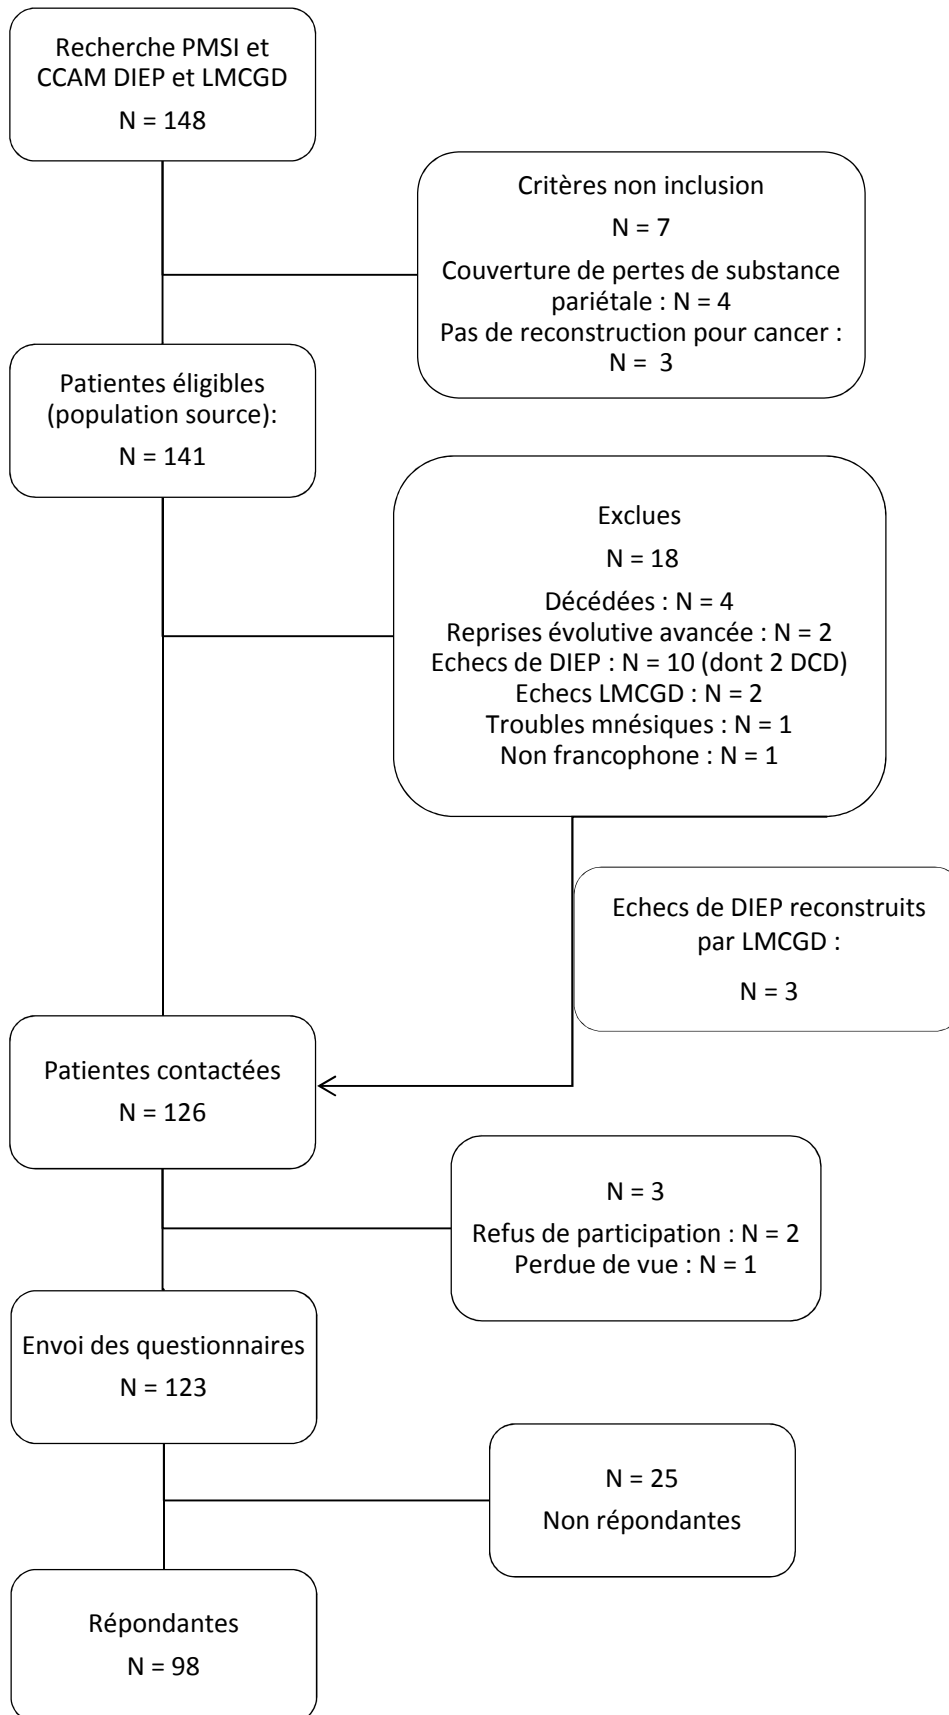 Recherche PMSI et
CCAM DIEP et LMCGD
N = 148
Critères non inclusion
N = 7
Couverture de pertes de substance
pariétale : N = 4
Pas de reconstruction pour cancer :
N = 3
Patientes éligibles
(population source):
N = 141
Exclues
N = 18
Décédées : N = 4
Reprises évolutive avancée : N = 2
Echecs de DIEP : N = 10 (dont 2 DCD)
Echecs LMCGD : N = 2
Troubles mnésiques : N = 1
Non francophone : N = 1
Echecs de DIEP reconstruits
par LMCGD :
N = 3
Patientes contactées
N = 126
N = 3
Refus de participation : N = 2
Perdue de vue : N = 1
Envoi des questionnaires
N = 123
N = 25
Non répondantes
Répondantes
N = 98